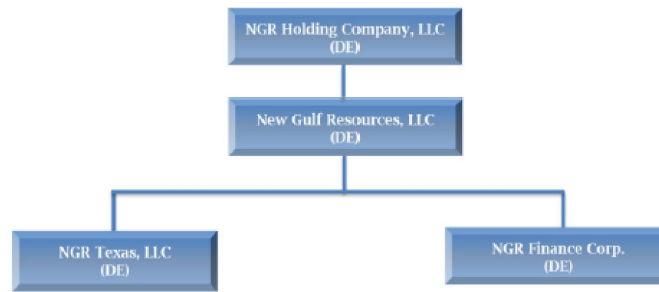 NGR Holding Company, LLC
(DE)
New Gulf Resources, LLC
(DE)
NGR Texas, LLC
(DE)
NGR Finance Corp.
(DE)